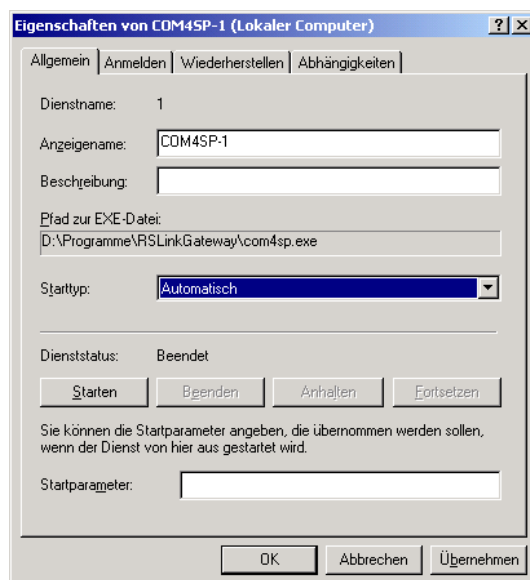 Eigenschaften von COM4SP-1 (Lokaler Computer)
Allgemein Anmelden Wiederherstellen Abhängigkeiten
Dienstname: 1
Anzeigename: COM4SP-1
Beschreibung:
Pfad zur EXE-Datei:
D:\Programme\RSLinkGateway\com4sp.exe
Starttyp: Automatisch
Dienststatus: Beendet
Starten Beenden Anhalten Fortsetzen
Sie können die Startparameter angeben, die übernommen werden sollen,
wenn der Dienst von hier aus gestartet wird.
Startparameter:
OK Abbrechen Übernehmen